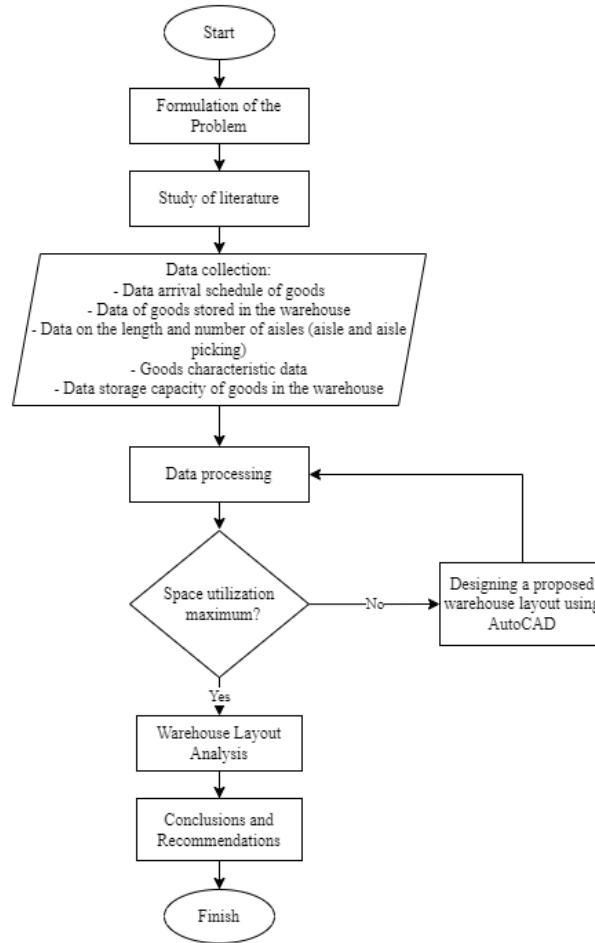 Start
Formulation of the
Problem
Study of literature
Data collection:
- Data arrival schedule of goods
- Data of goods stored in the warehouse
- Data on the length and number of aisles (aisle and aisle
picking)
- Goods characteristic data
- Data storage capacity of goods in the warehouse
Data processing
Space utilization
maximum?
No
Designing a proposed
warehouse layout using
AutoCAD
Yes
Warehouse Layout
Analysis
Conclusions and
Recommendations
Finish